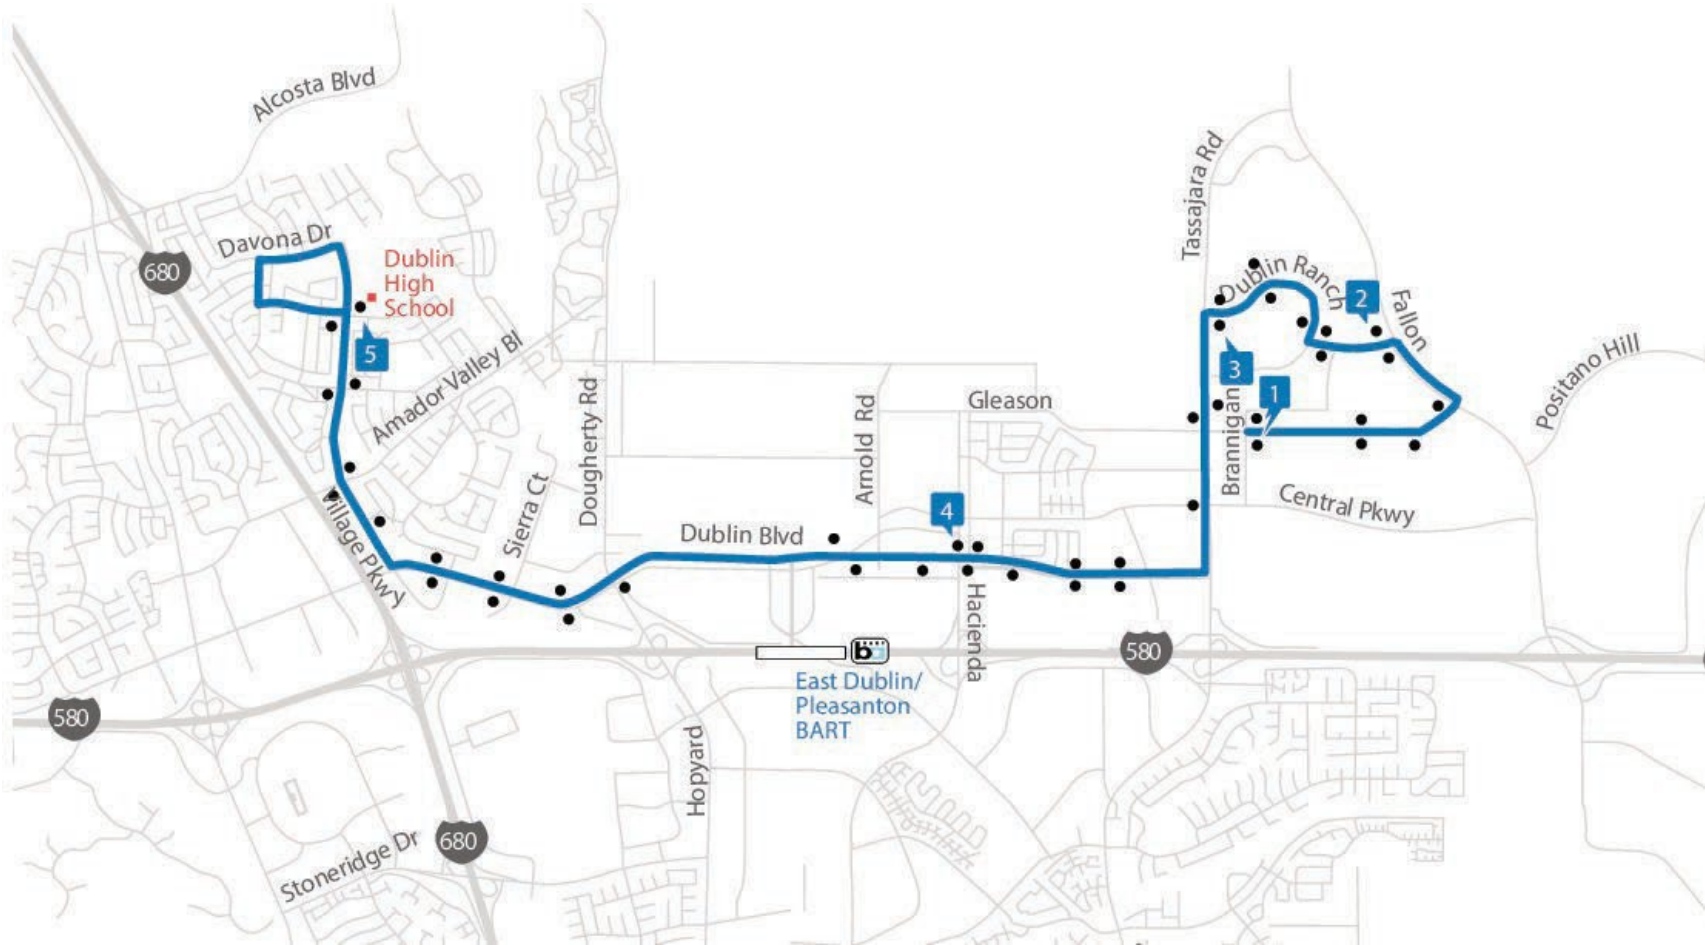 Alcosta Blvd
Tassajara Rd
Davona Dr
680
Dublin
High
School
Dublin Ranch
2
Fallon
5
Amador Valley Bl
3
1
Positano Hill
Dougherty Rd
Arnold Rd
Gleason
Brannigan
Sierra Ct
Central Pkwy
4
Dublin Blvd
Village Pkwy
Hacienda
b
580
East Dublin/
Pleasanton
BART
580
Hopyard
680
Stoneridge Dr